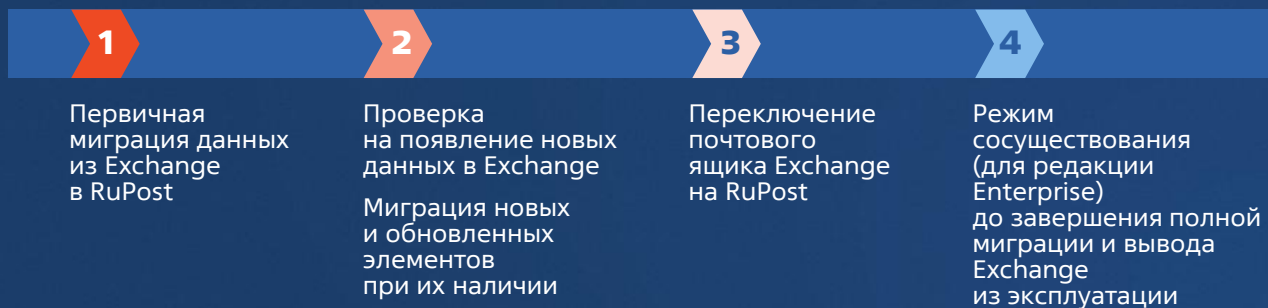 1
Первичная
миграция данных
из Exchange
в RuPost
2
Проверка
на появление новых
данных в Exchange
Миграция новых
и обновленных
элементов
при их наличии
3
Переключение
почтового
ящика Exchange
на RuPost
4
Режим
сосуществования
(для редакции
Enterprise)
до завершения полной
миграции и вывода
Exchange
из эксплуатации